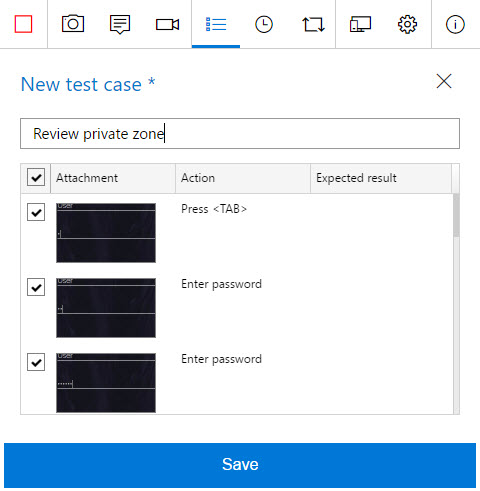 New test case *
Review private zone
Attachment Action Expected result
User
Press <TAB>
User
Enter password
User
Enter password
Save